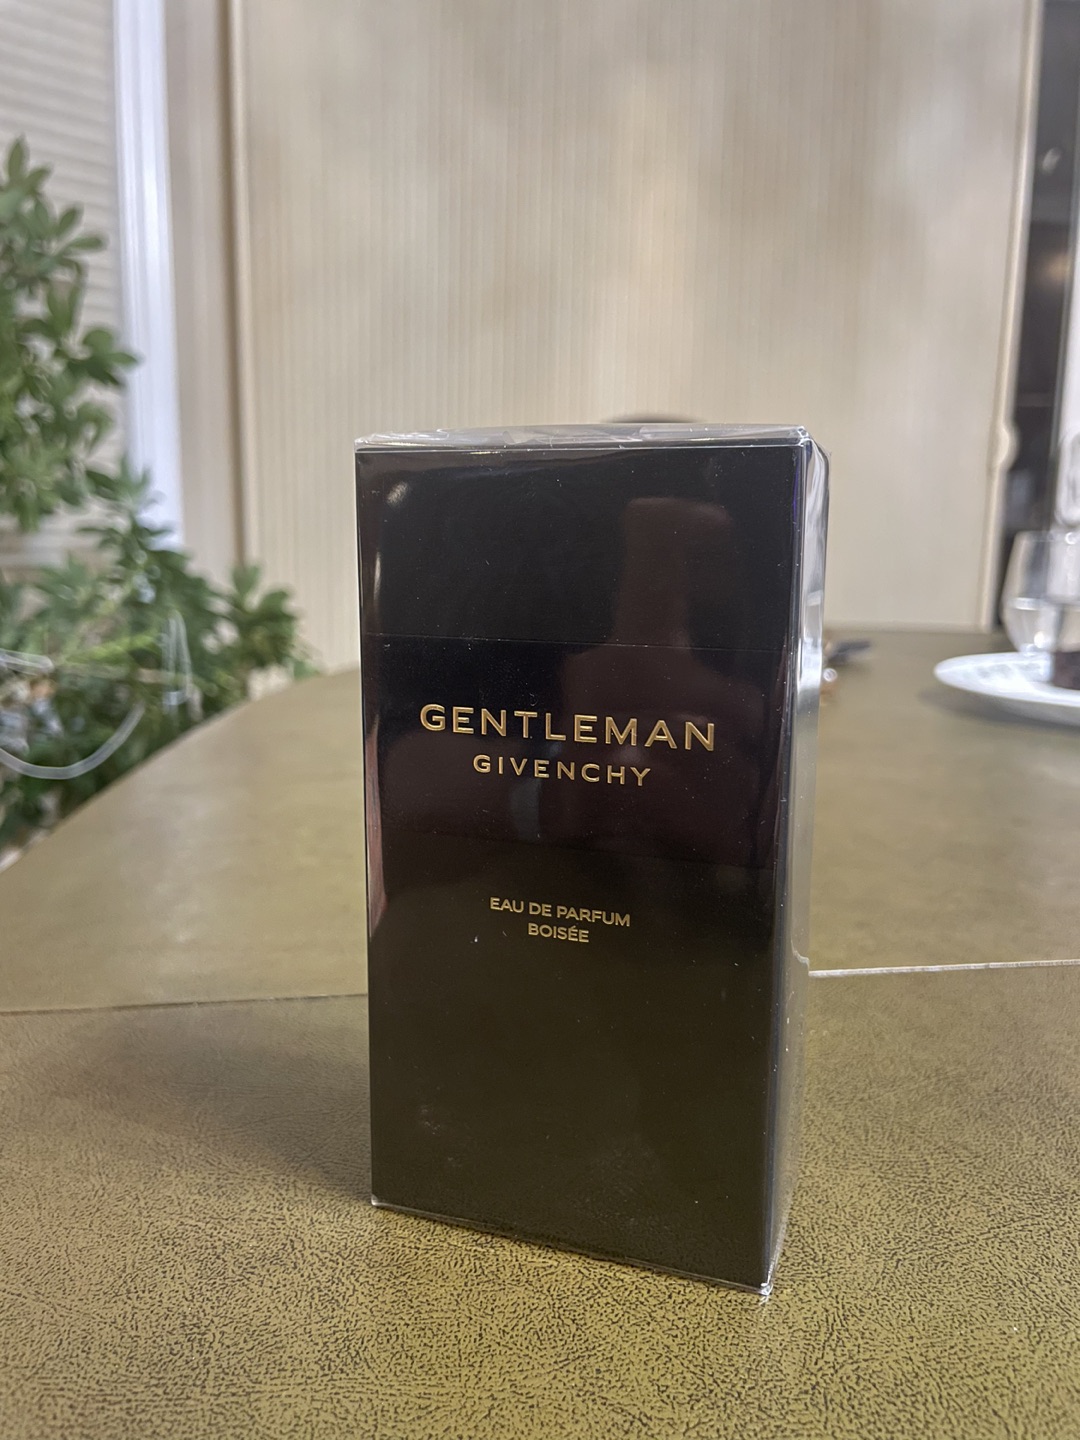 GENTLEMAN
GIVENCHY
EAU DE PARFUM
BOISÉE